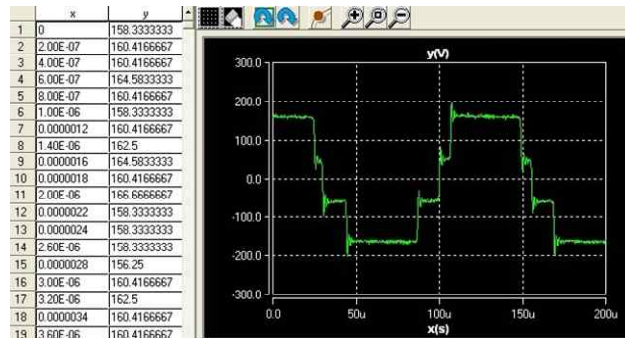 x y
1 0 158.3333333
2 2.00E-07 160.4166667
3 4.00E-07 160.4166667
4 6.00E-07 164.5833333
5 8.00E-07 160.4166667
6 1.00E-06 158.3333333
7 0.0000012 160.4166667
8 1.40E-06 162.5
9 0.0000016 164.5833333
10 0.0000018 160.4166667
11 2.00E-06 166.6666667
12 0.0000022 158.3333333
13 0.0000024 158.3333333
14 2.60E-06 158.3333333
15 0.0000028 156.25
16 3.00E-06 160.4166667
17 3.20E-06 162.5
18 0.0000034 160.4166667
19 3.60E-06 160.4166667
y(V)
300.0
200.0
100.0
0.0
-100.0
-200.0
-300.0
0.0 50u 100u 150u 200u
x(s)